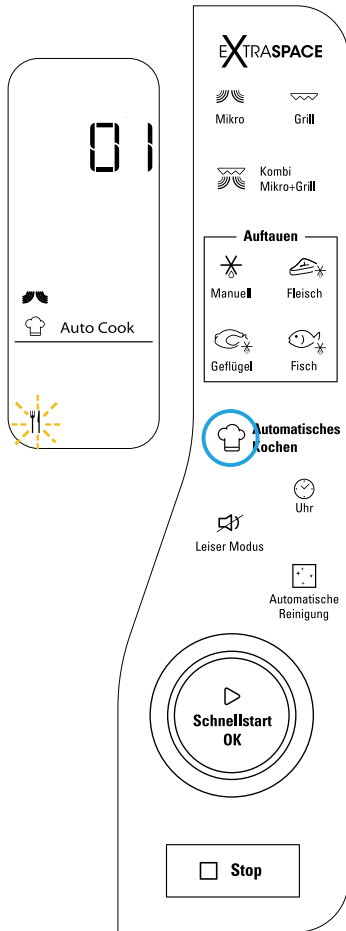 01
Auto Cook
EXTRASPACE
Mikro
Grill
Kombi
Mikro+Grill
Auftauen
Manuell
Fleisch
Geflügel
Fisch
Automatisches
Kochen
Uhr
Leiser Modus
Automatische
Reinigung
Schnellstart
OK
Stop